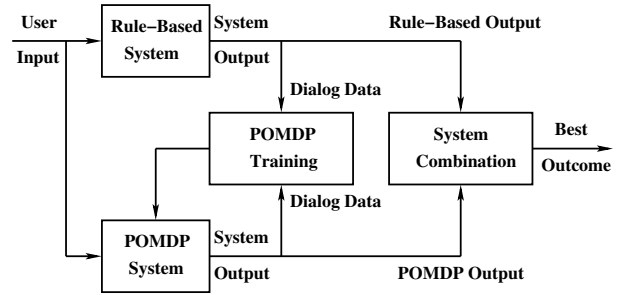 User
Input
Rule−Based
System
System
Output
Rule−Based Output
Dialog Data
POMDP
Training
System
Combination
Best
Outcome
Dialog Data
POMDP
System
System
Output
POMDP Output